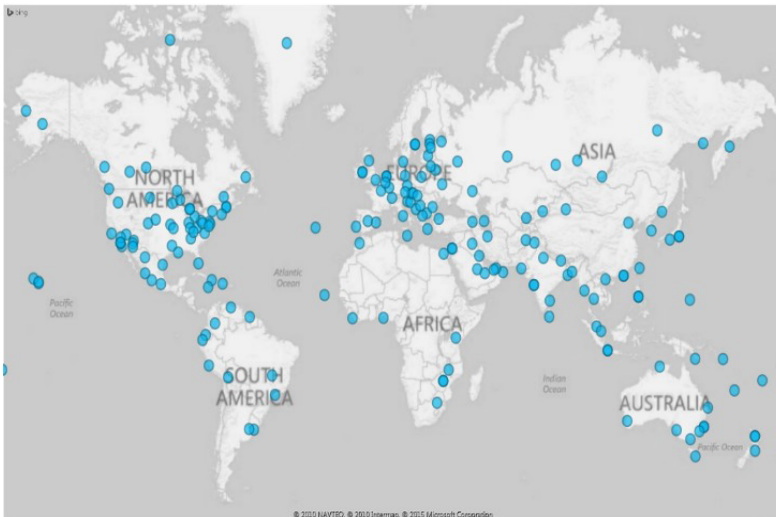 bing
NORTH
AMERICA
EUROPE
ASIA
Atlantic
Ocean
Pacific
Ocean
AFRICA
SOUTH
AMERICA
Indian
Ocean
AUSTRALIA
Pacific Ocean
© 2010 NAVTEQ, © 2010 Intermap, © 2015 Microsoft Corporation